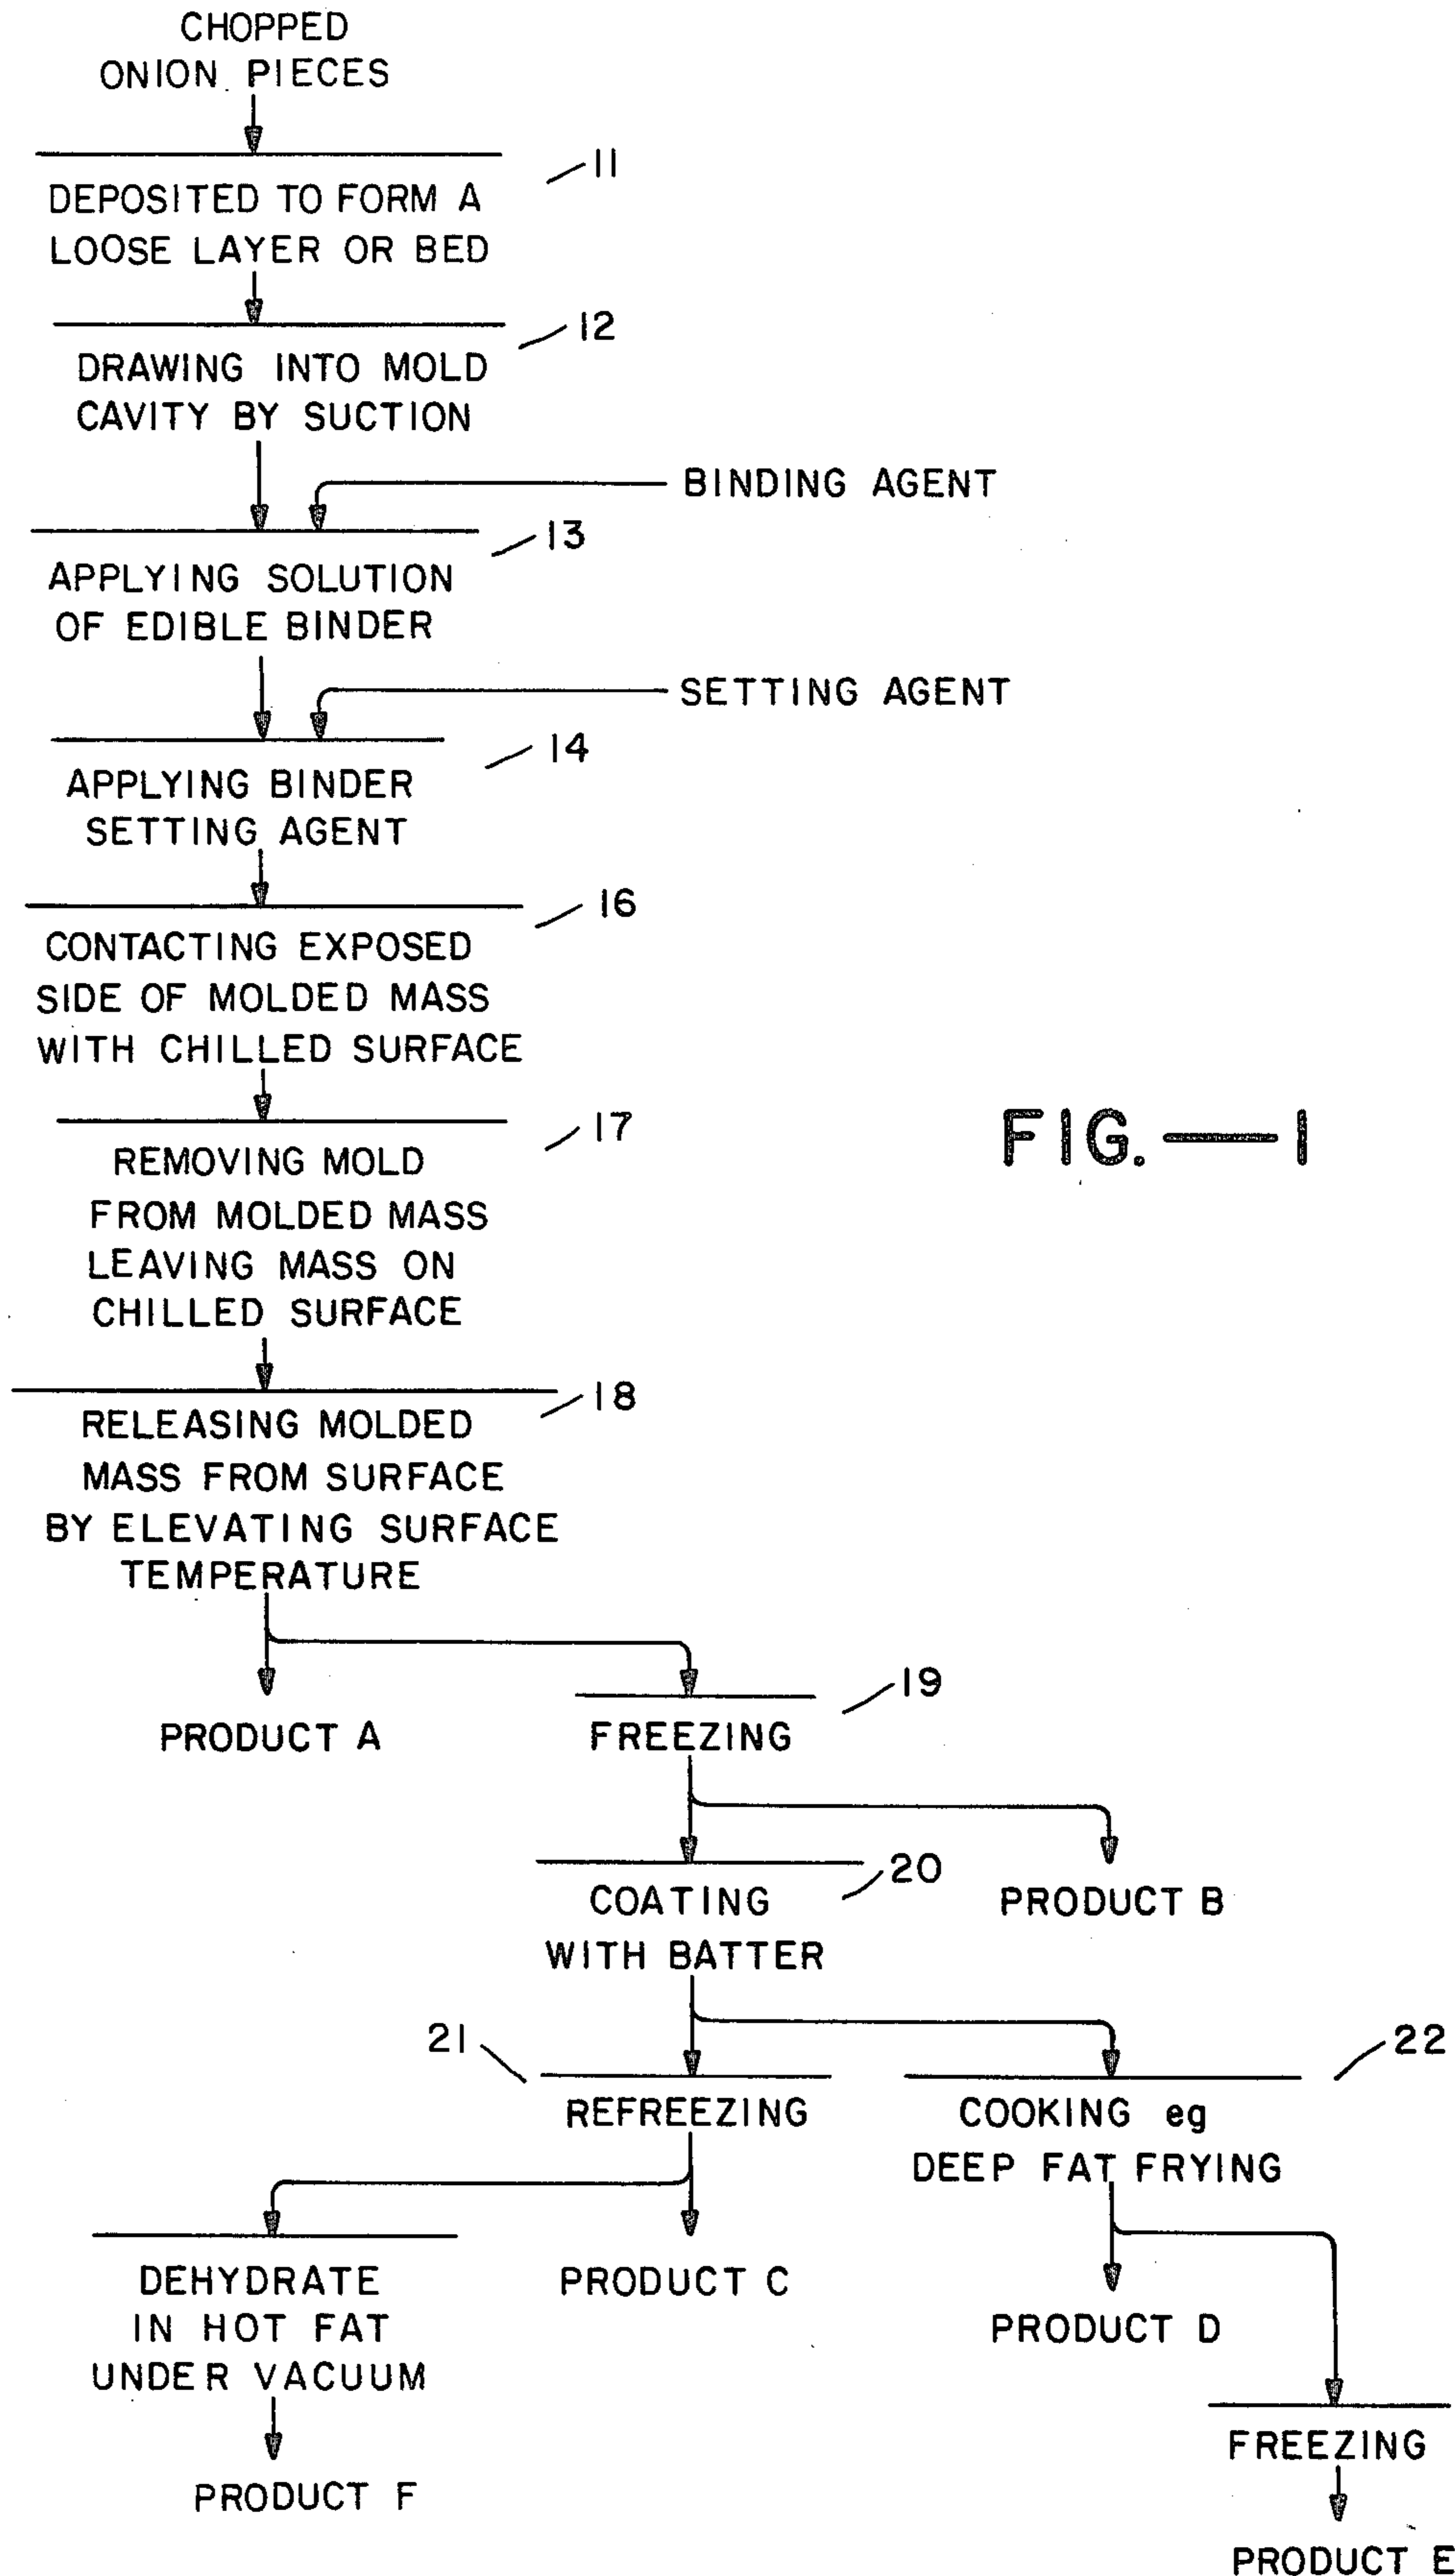 CHOPPED
ONION PIECES
11
DEPOSITED TO FORM A
LOOSE LAYER OR BED
12
DRAWING INTO MOLD
CAVITY BY SUCTION
BINDING AGENT
13
APPLYING SOLUTION
OF EDIBLE BINDER
SETTING AGENT
14
APPLYING BINDER
SETTING AGENT
16
CONTACTING EXPOSED
SIDE OF MOLDED MASS
WITH CHILLED SURFACE
17
REMOVING MOLD
FROM MOLDED MASS
LEAVING MASS ON
CHILLED SURFACE
FIG.—1
18
RELEASING MOLDED
MASS FROM SURFACE
BY ELEVATING SURFACE
TEMPERATURE
19
PRODUCT A
FREEZING
20
COATING
WITH BATTER
PRODUCT B
21
22
REFREEZING
COOKING eg
DEEP FAT FRYING
DEHYDRATE
IN HOT FAT
UNDER VACUUM
PRODUCT C
PRODUCT D
FREEZING
PRODUCT F
PRODUCT E